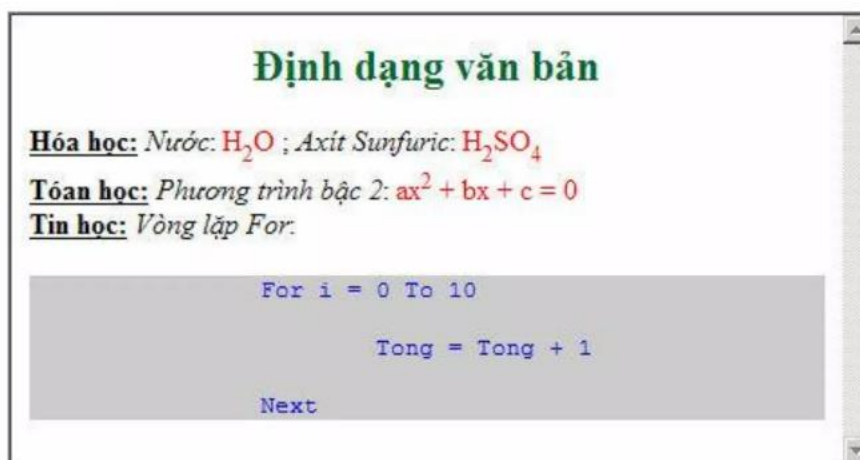 Định dạng văn bản
Hóa học: Nước: H₂O ; Axít Sunfuric: H₂SO₄
Tóan học: Phương trình bậc 2: ax² + bx + c = 0
Tin học: Vòng lặp For:
For i = 0 To 10
Tong = Tong + 1
Next